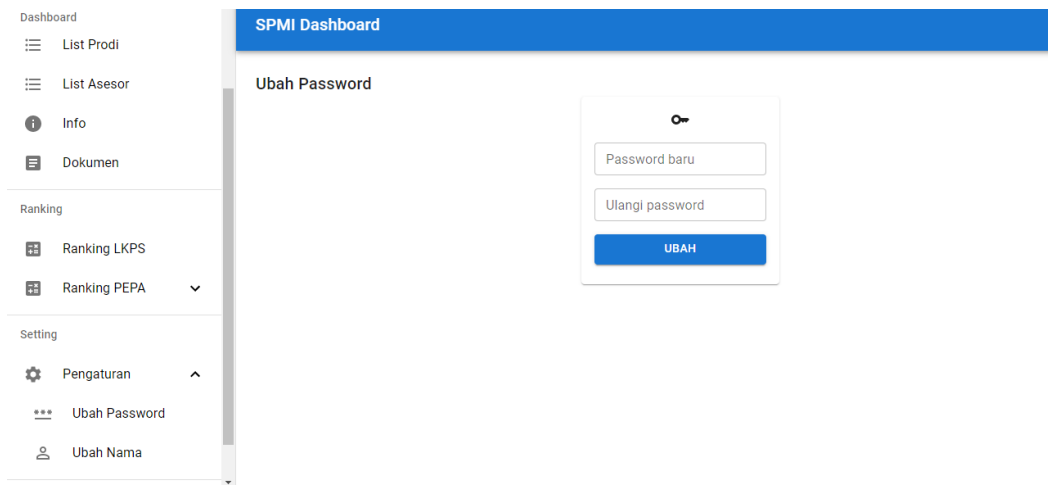 Dashboard
List Prodi
List Asesor
Info
Dokumen
Ranking
Ranking LKPS
Ranking PEPA
Setting
Pengaturan
Ubah Password
Ubah Nama
SPMI Dashboard
Ubah Password
Password baru
Ulangi password
UBAH